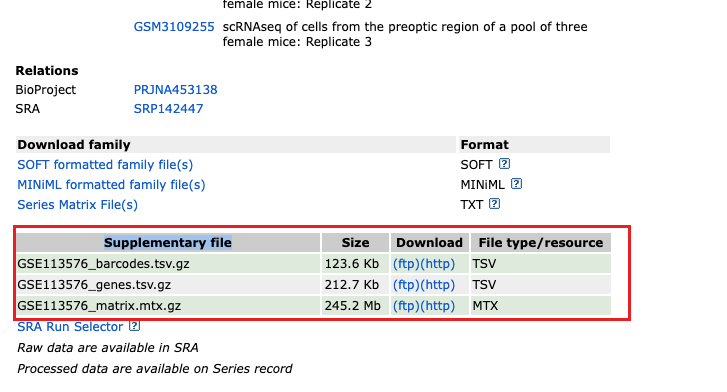 female mice: Replicate 2
GSM3109255 scRNAseq of cells from the preoptic region of a pool of three
female mice: Replicate 3
Relations
BioProject PRJNA453138
SRA SRP142447
Download family Format
SOFT formatted family file(s) SOFT ?
MINiML formatted family file(s) MINiML ?
Series Matrix File(s) TXT ?
Supplementary file Size Download File type/resource
GSE113576_barcodes.tsv.gz 123.6 Kb (ftp)(http) TSV
GSE113576_genes.tsv.gz 212.7 Kb (ftp)(http) TSV
GSE113576_matrix.mtx.gz 245.2 Mb (ftp)(http) MTX
SRA Run Selector ?
Raw data are available in SRA
Processed data are available on Series record